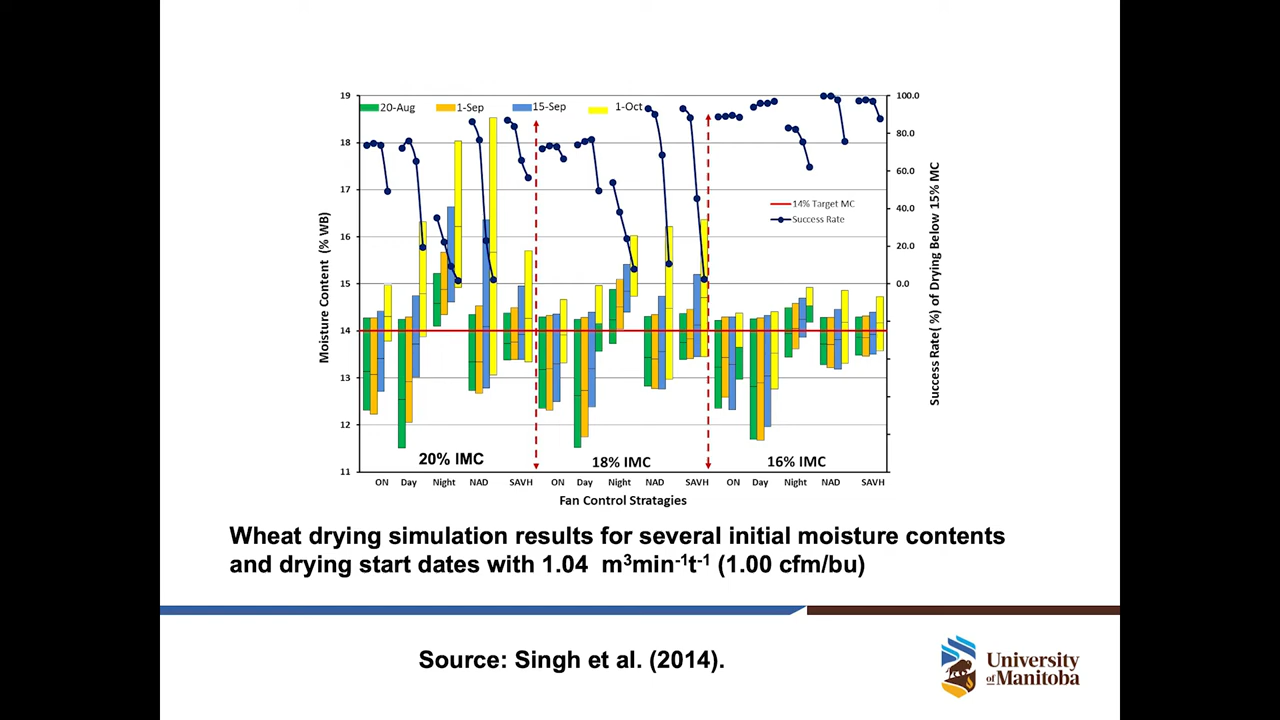 19
18
17
16
15
14
13
12
11
Moisture Content (% WB)
20-Aug
1-Sep
15-Sep
1-Oct
100.0
80.0
60.0
40.0
20.0
0.0
Success Rate( %) of Drying Below 15% MC
14% Target MC
Success Rate
20% IMC
18% IMC
16% IMC
ON Day Night NAD SAVH ON Day Night NAD SAVH ON Day Night NAD SAVH
Fan Control Stratagies
Wheat drying simulation results for several initial moisture contents
and drying start dates with 1.04 m³min⁻¹t⁻¹ (1.00 cfm/bu)
Source: Singh et al. (2014).
University
of Manitoba